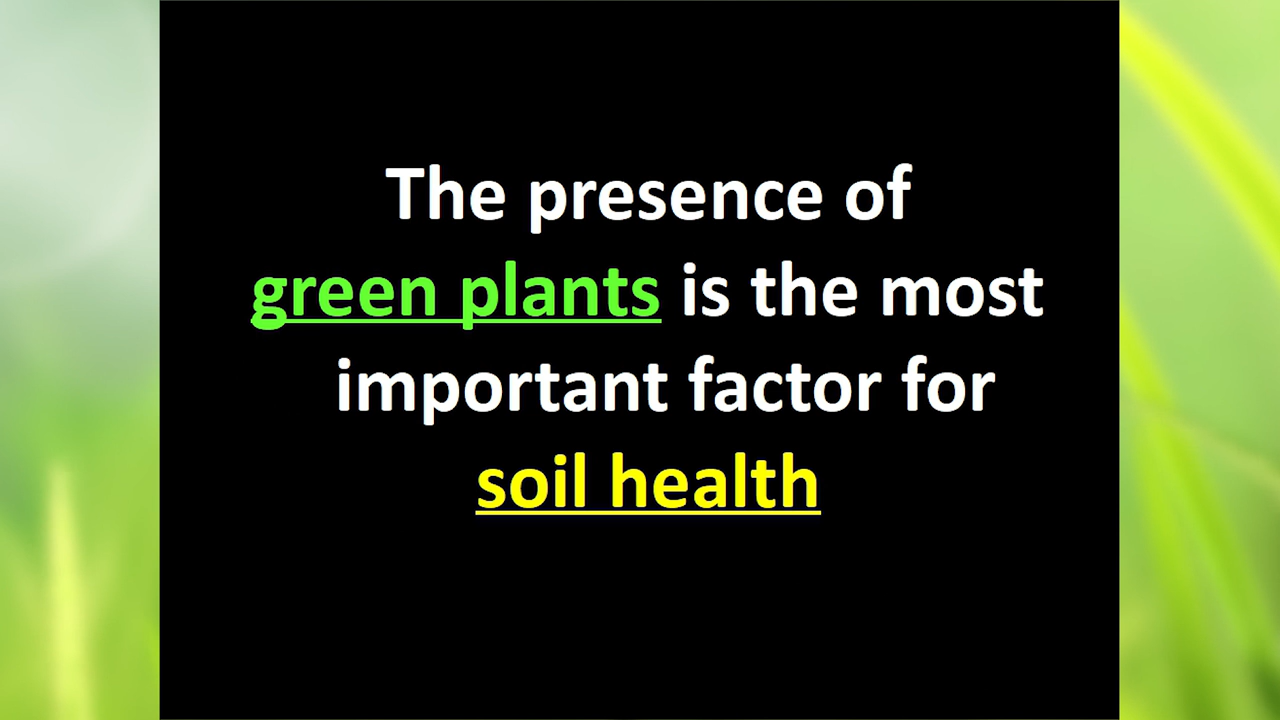 The presence of
green plants is the most
important factor for
soil health